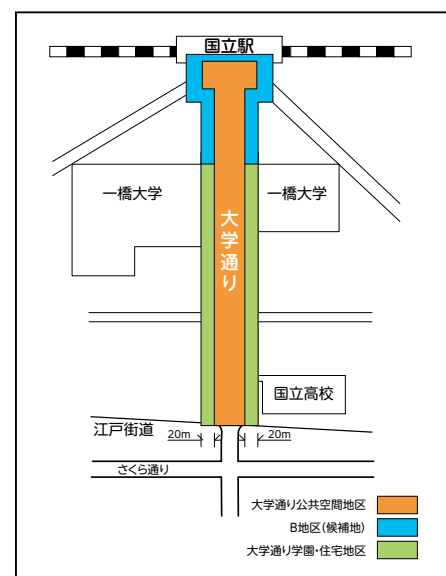 国立駅
一橋大学
一橋大学
大学通り
国立高校
江戸街道
20m
20m
さくら通り
大学通り公共空間地区
B地区(候補地)
大学通り学園・住宅地区